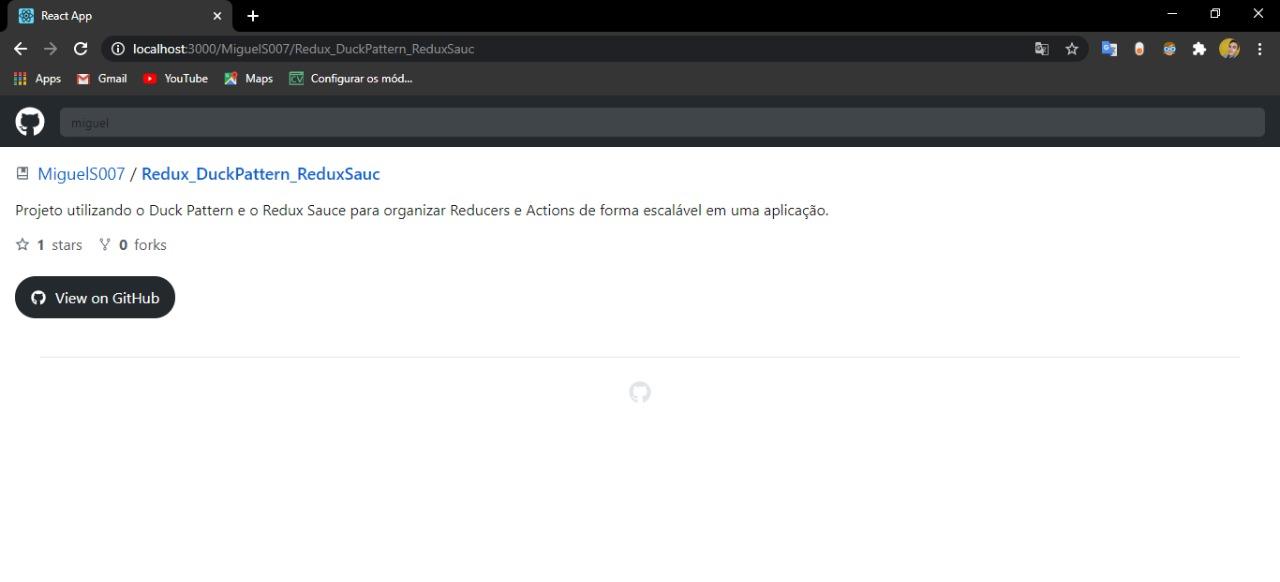 React App
localhost:3000/MiguelS007/Redux_DuckPattern_ReduxSauc
Apps Gmail YouTube Maps Configurar os mód...
miguel
MiguelS007 / Redux_DuckPattern_ReduxSauc
Projeto utilizando o Duck Pattern e o Redux Sauce para organizar Reducers e Actions de forma escalável em uma aplicação.
1 stars 0 forks
View on GitHub